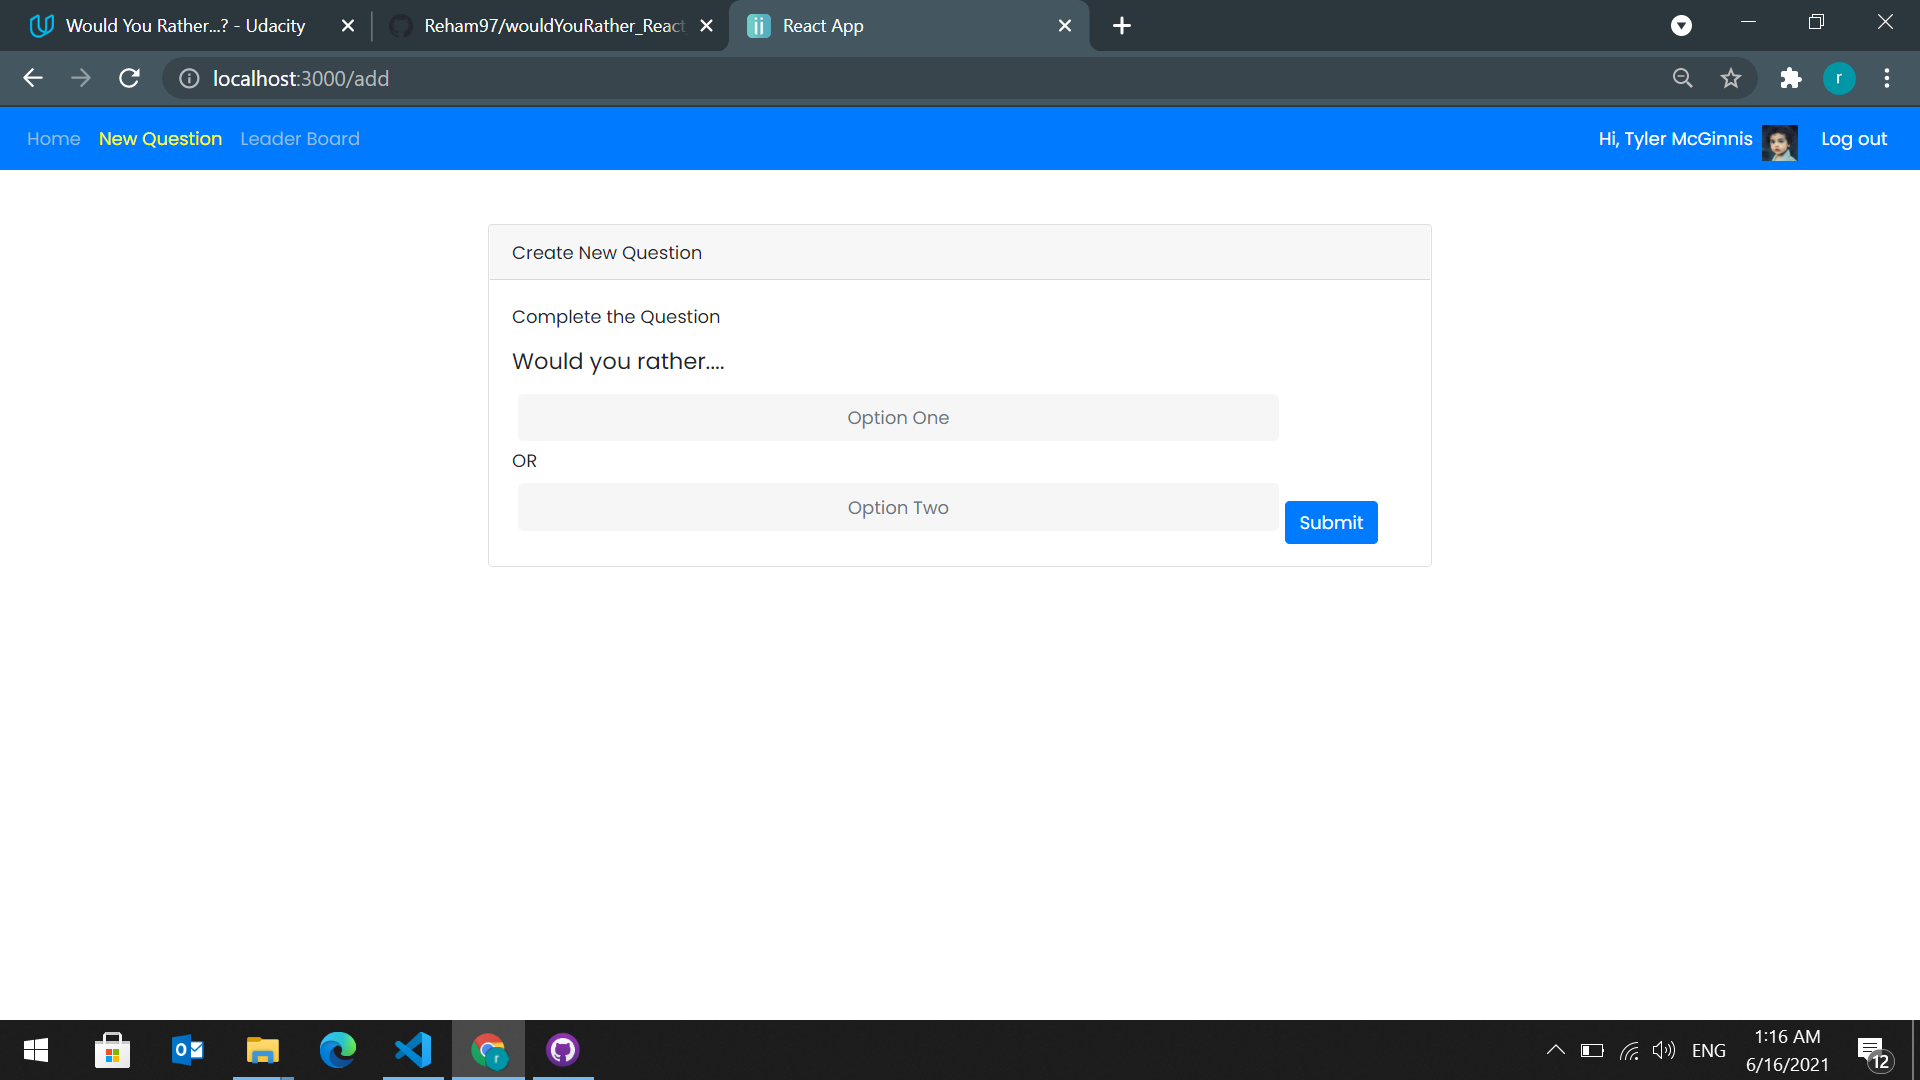 Would You Rather...? - Udacity
Reham97/wouldYouRather_React
React App
localhost:3000/add
r
Home New Question Leader Board
Hi, Tyler McGinnis Log out
Create New Question
Complete the Question
Would you rather....
Option One
OR
Option Two
Submit
ENG
1:16 AM
6/16/2021
12